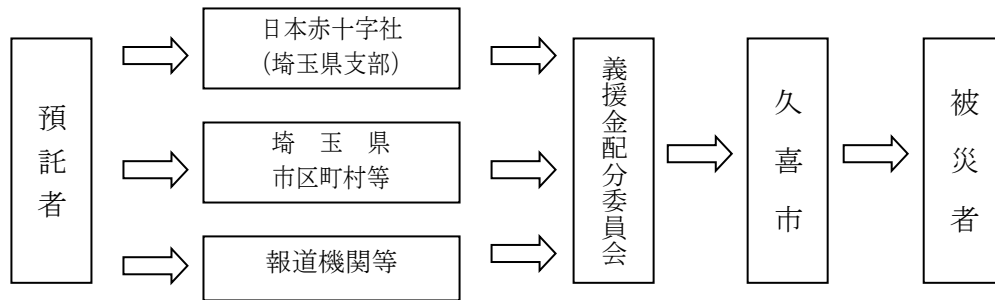 預託者
日本赤十字社
(埼玉県支部)
埼　玉　県
市区町村等
報道機関等
義援金配分委員会
久喜市
被災者